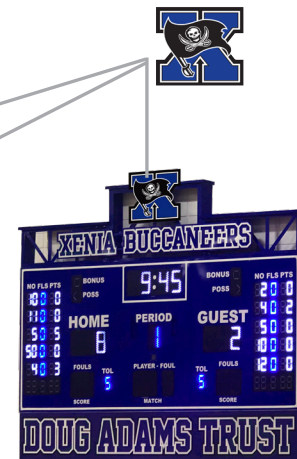 X
X
XENIA BUCCANEERS
NO FLS PTS BONUS 9:45 BONUS NO FLS PTS
POSS POSS
HOME PERIOD GUEST
8 1 2
FOULS TOL PLAYER - FOUL TOL FOULS
5 5
SCORE MATCH SCORE
DOUG ADAMS TRUST